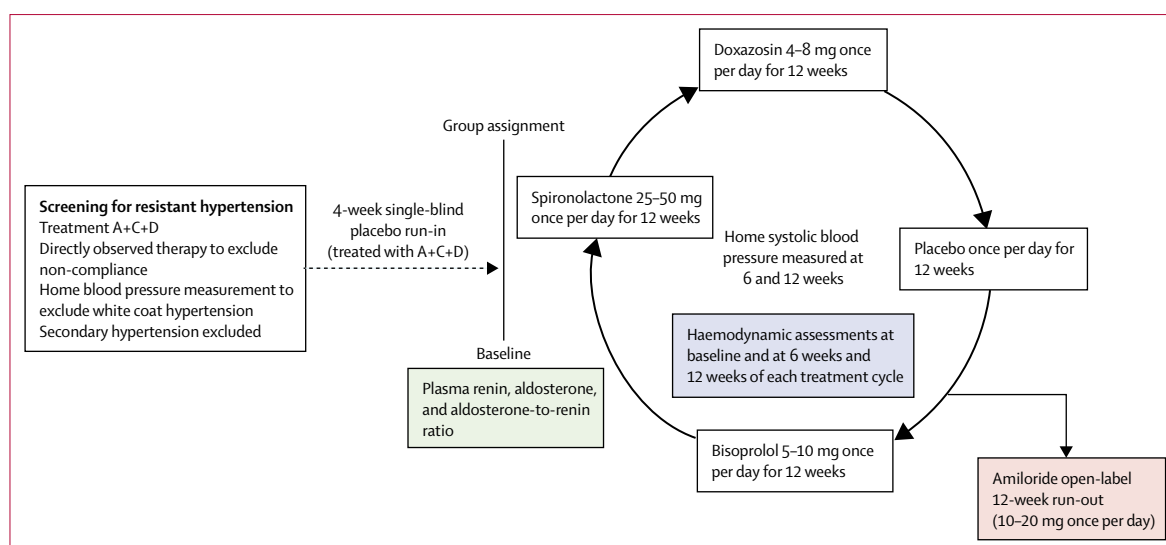 Screening for resistant hypertension
Treatment A+C+D
Directly observed therapy to exclude
non-compliance
Home blood pressure measurement to
exclude white coat hypertension
Secondary hypertension excluded
4-week single-blind
placebo run-in
(treated with A+C+D)
Group assignment
Baseline
Plasma renin, aldosterone,
and aldosterone-to-renin
ratio
Doxazosin 4–8 mg once
per day for 12 weeks
Spironolactone 25–50 mg
once per day for 12 weeks
Home systolic blood
pressure measured at
6 and 12 weeks
Placebo once per day for
12 weeks
Haemodynamic assessments at
baseline and at 6 weeks and
12 weeks of each treatment cycle
Bisoprolol 5–10 mg once
per day for 12 weeks
Amiloride open-label
12-week run-out
(10–20 mg once per day)